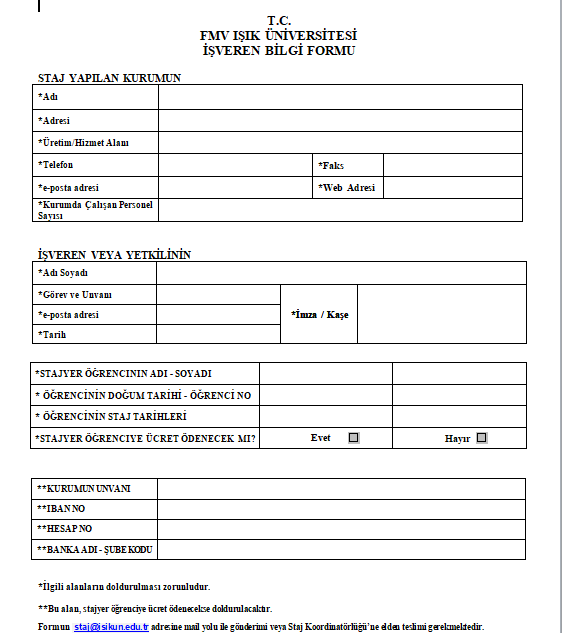 T.C.
FMV IŞIK ÜNİVERSİTESİ
İŞVEREN BİLGİ FORMU
STAJ YAPILAN KURUMUN
*Adı
*Adresi
*Üretim/Hizmet Alanı
*Telefon *Faks
*e-posta adresi *Web Adresi
*Kurumda Çalışan Personel
Sayısı
İŞVEREN VEYA YETKİLİNİN
*Adı Soyadı
*Görev ve Unvanı
*e-posta adresi *İmza / Kaşe
*Tarih
*STAJYER ÖĞRENCININ ADI - SOYADI
* ÖĞRENCİNİN DOĞUM TARİHİ - ÖĞRENCİ NO
* ÖĞRENCİNİN STAJ TARİHLERİ
*STAJYER ÖĞRENCIYE ÜCRET ÖDENECEK MI? Evet Hayır
**KURUMUN UNVANI
**IBAN NO
**HESAP NO
**BANKA ADI - ŞUBE KODU
*İlgili alanların doldurulması zorunludur.
**Bu alan, stajyer öğrenciye ücret ödenecekse doldurulacaktır.
Formun staj@isikun.edu.tr adresine mail yolu ile gönderimi veya Staj Koordinatörlüğü'ne elden teslimi gerekmektedir.